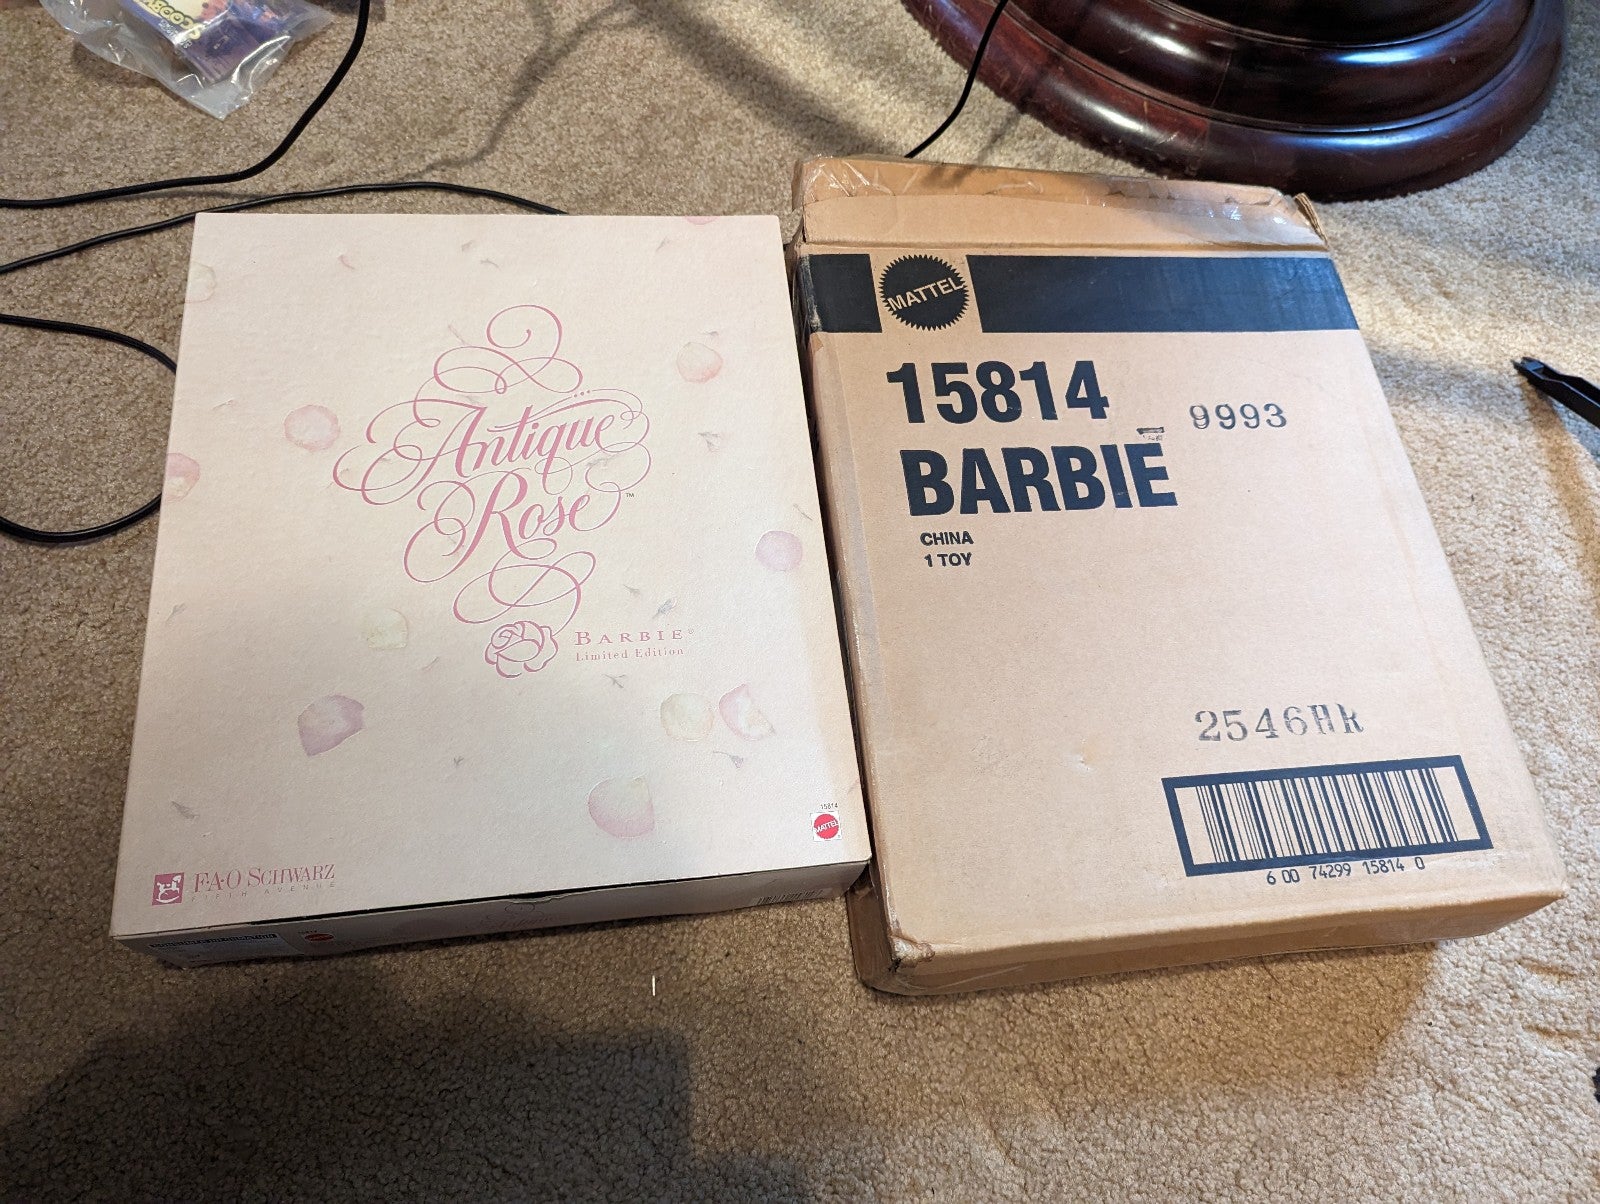 Antique
Rose™
BARBIE®
Limited Edition
15814
MATTEL
F·A·O SCHWARZ
FIFTH AVENUE
MATTEL
15814
9993
BARBIE
CHINA
1 TOY
2546HR
6 00 74299 15814 0